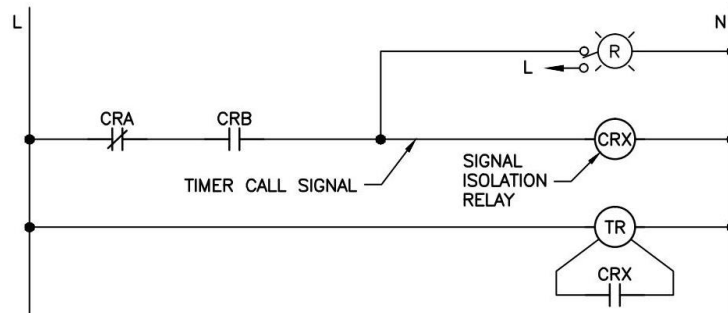 L
N
R
L
CRA
CRB
CRX
TIMER CALL SIGNAL
SIGNAL
ISOLATION
RELAY
TR
CRX